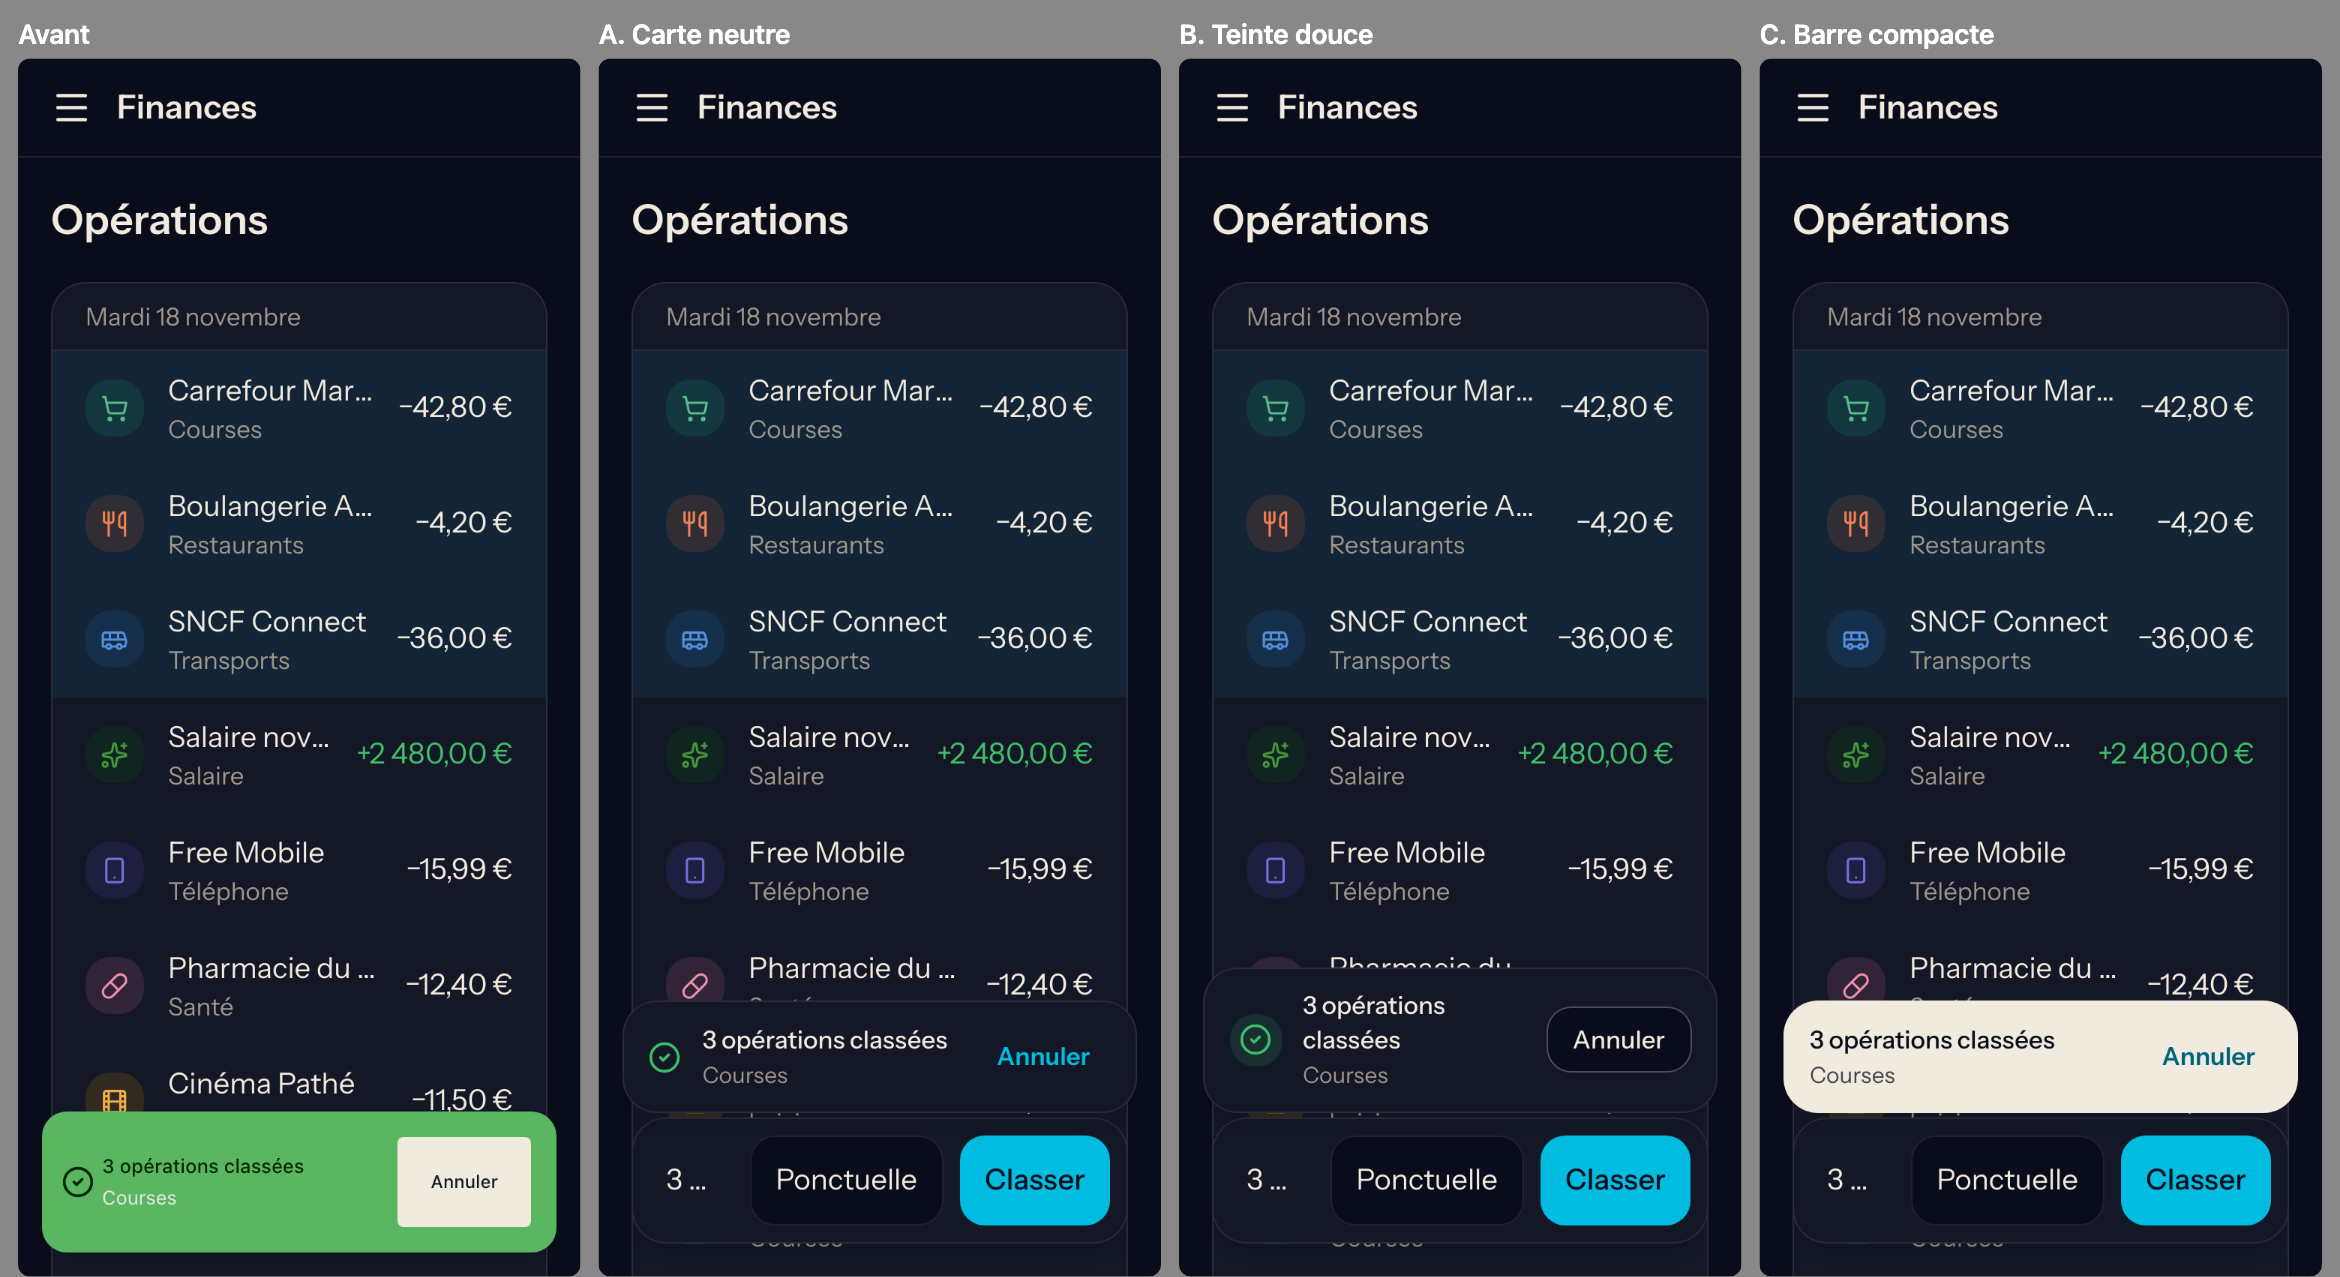 Avant
Finances
Opérations
Mardi 18 novembre
Carrefour Mar... −42,80 €
Courses
Boulangerie A... −4,20 €
Restaurants
SNCF Connect −36,00 €
Transports
Salaire nov... +2 480,00 €
Salaire
Free Mobile −15,99 €
Téléphone
Pharmacie du ... −12,40 €
Santé
Cinéma Pathé −11,50 €
3 opérations classées
Courses
Annuler
A. Carte neutre
Finances
Opérations
Mardi 18 novembre
Carrefour Mar... −42,80 €
Courses
Boulangerie A... −4,20 €
Restaurants
SNCF Connect −36,00 €
Transports
Salaire nov... +2 480,00 €
Salaire
Free Mobile −15,99 €
Téléphone
Pharmacie du ... −12,40 €
3 opérations classées
Courses
Annuler
3 ... Ponctuelle Classer
B. Teinte douce
Finances
Opérations
Mardi 18 novembre
Carrefour Mar... −42,80 €
Courses
Boulangerie A... −4,20 €
Restaurants
SNCF Connect −36,00 €
Transports
Salaire nov... +2 480,00 €
Salaire
Free Mobile −15,99 €
Téléphone
Pharmacie du
3 opérations
classées
Courses
Annuler
3 ... Ponctuelle Classer
C. Barre compacte
Finances
Opérations
Mardi 18 novembre
Carrefour Mar... −42,80 €
Courses
Boulangerie A... −4,20 €
Restaurants
SNCF Connect −36,00 €
Transports
Salaire nov... +2 480,00 €
Salaire
Free Mobile −15,99 €
Téléphone
Pharmacie du ... −12,40 €
3 opérations classées
Courses
Annuler
3 ... Ponctuelle Classer